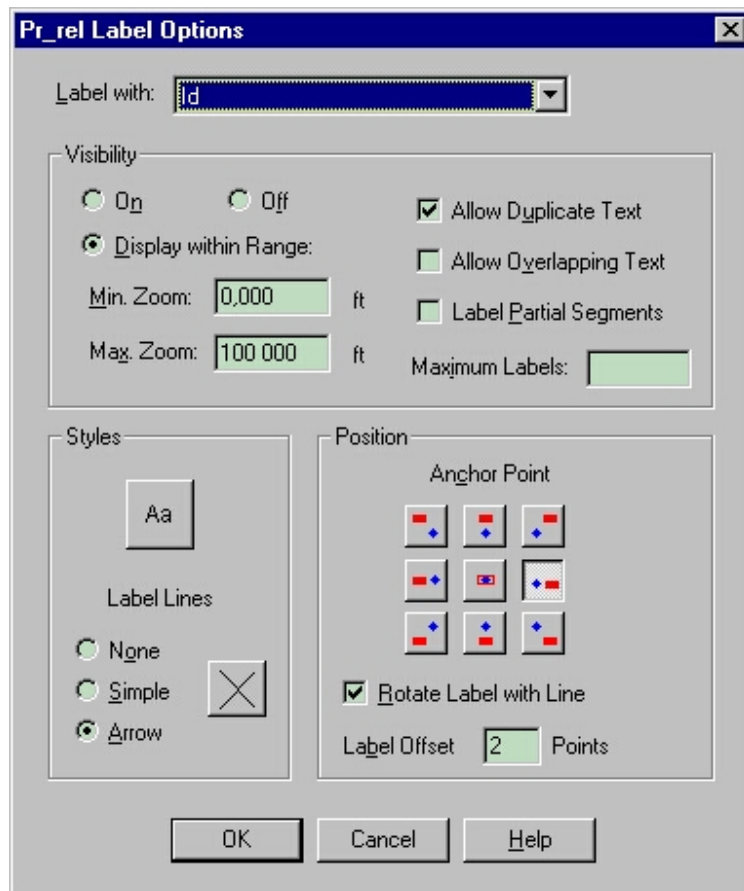 Pr_rel Label Options
Label with: Id
Visibility
On Off
Display within Range:
Min. Zoom: 0,000 ft
Max. Zoom: 100 000 ft
Allow Duplicate Text
Allow Overlapping Text
Label Partial Segments
Maximum Labels:
Styles
Aa
Label Lines
None
Simple
Arrow
Position
Anchor Point
Rotate Label with Line
Label Offset 2 Points
OK Cancel Help